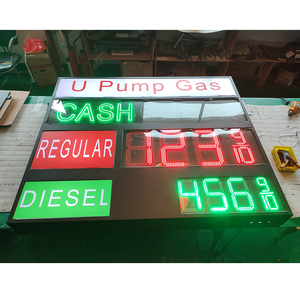 U Pump Gas
CASH
REGULAR 123 9/10
DIESEL 456 9/10